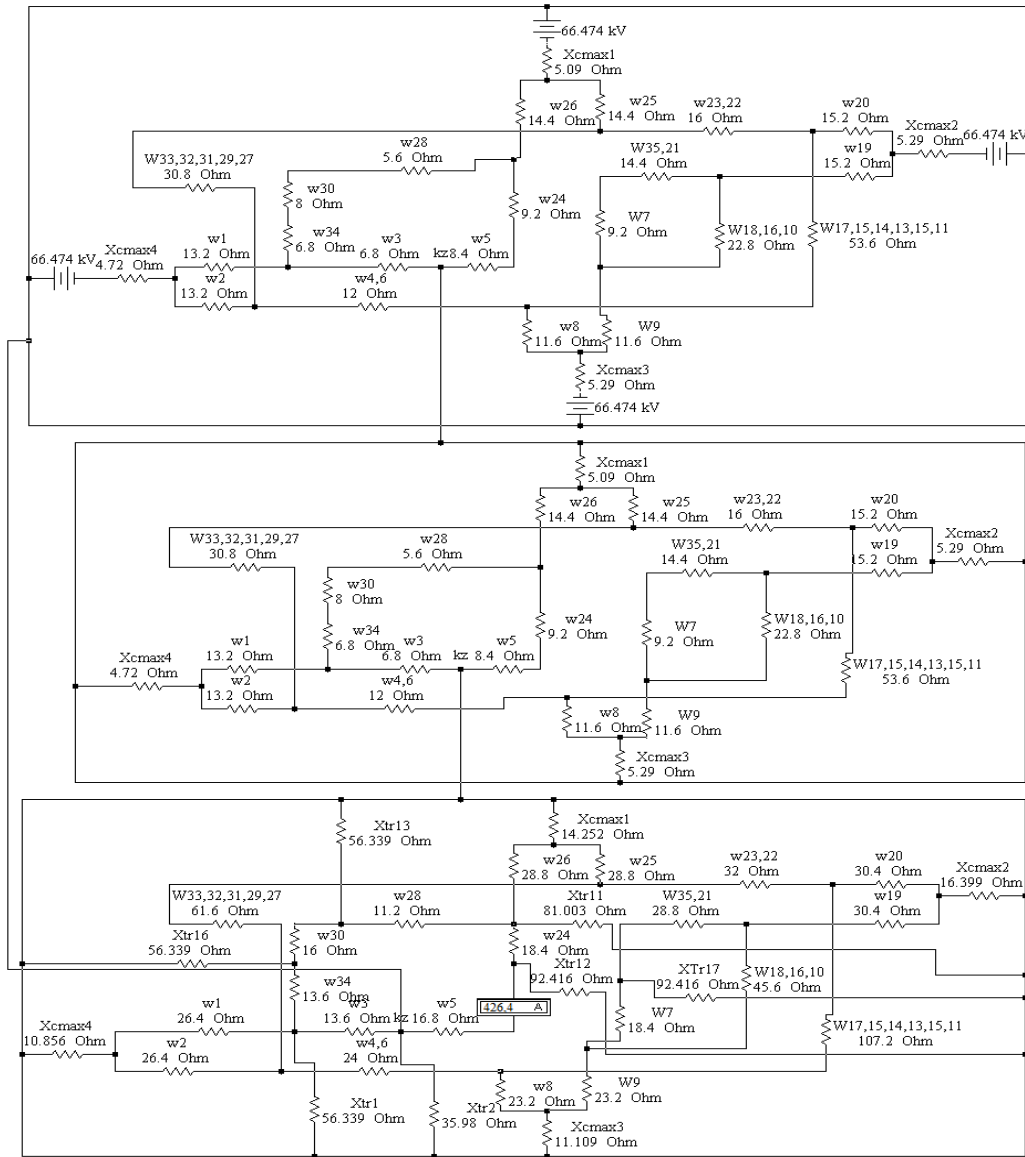 66.474 kV
Xcmax1
5.09 Ohm
w26
14.4 Ohm
w25
14.4 Ohm
w23,22
16 Ohm
w20
15.2 Ohm
Xcmax2
5.29 Ohm
66.474 kV
w28
5.6 Ohm
W33,32,31,29,27
30.8 Ohm
W35,21
14.4 Ohm
w19
15.2 Ohm
w30
8 Ohm
w24
9.2 Ohm
W7
9.2 Ohm
W18,16,10
22.8 Ohm
W17,15,14,13,15,11
53.6 Ohm
w34
6.8 Ohm
w1
13.2 Ohm
w3
6.8 Ohm
kz
w5
8.4 Ohm
Xcmax4
4.72 Ohm
66.474 kV
w2
13.2 Ohm
w4,6
12 Ohm
w8
11.6 Ohm
W9
11.6 Ohm
Xcmax3
5.29 Ohm
66.474 kV
Xcmax1
5.09 Ohm
w26
14.4 Ohm
w25
14.4 Ohm
w23,22
16 Ohm
w20
15.2 Ohm
Xcmax2
5.29 Ohm
W33,32,31,29,27
30.8 Ohm
w28
5.6 Ohm
W35,21
14.4 Ohm
w19
15.2 Ohm
w30
8 Ohm
w34
6.8 Ohm
w24
9.2 Ohm
W7
9.2 Ohm
W18,16,10
22.8 Ohm
w1
13.2 Ohm
w3
6.8 Ohm
kz
w5
8.4 Ohm
Xcmax4
4.72 Ohm
w2
13.2 Ohm
w4,6
12 Ohm
W17,15,14,13,15,11
53.6 Ohm
w8
11.6 Ohm
W9
11.6 Ohm
Xcmax3
5.29 Ohm
Xtr13
56.339 Ohm
Xcmax1
14.252 Ohm
w26
28.8 Ohm
w25
28.8 Ohm
w23,22
32 Ohm
w20
30.4 Ohm
Xcmax2
16.399 Ohm
W33,32,31,29,27
61.6 Ohm
w28
11.2 Ohm
Xtr11
81.003 Ohm
W35,21
28.8 Ohm
w19
30.4 Ohm
Xtr16
56.339 Ohm
w30
16 Ohm
w24
18.4 Ohm
Xtr12
92.416 Ohm
XTr17
92.416 Ohm
W18,16,10
45.6 Ohm
w34
13.6 Ohm
426.4 A
w1
26.4 Ohm
w3
13.6 Ohm
kz
w5
16.8 Ohm
W7
18.4 Ohm
W17,15,14,13,15,11
107.2 Ohm
Xcmax4
10.856 Ohm
w2
26.4 Ohm
w4,6
24 Ohm
w8
23.2 Ohm
W9
23.2 Ohm
Xtr1
56.339 Ohm
Xtr2
35.98 Ohm
Xcmax3
11.109 Ohm